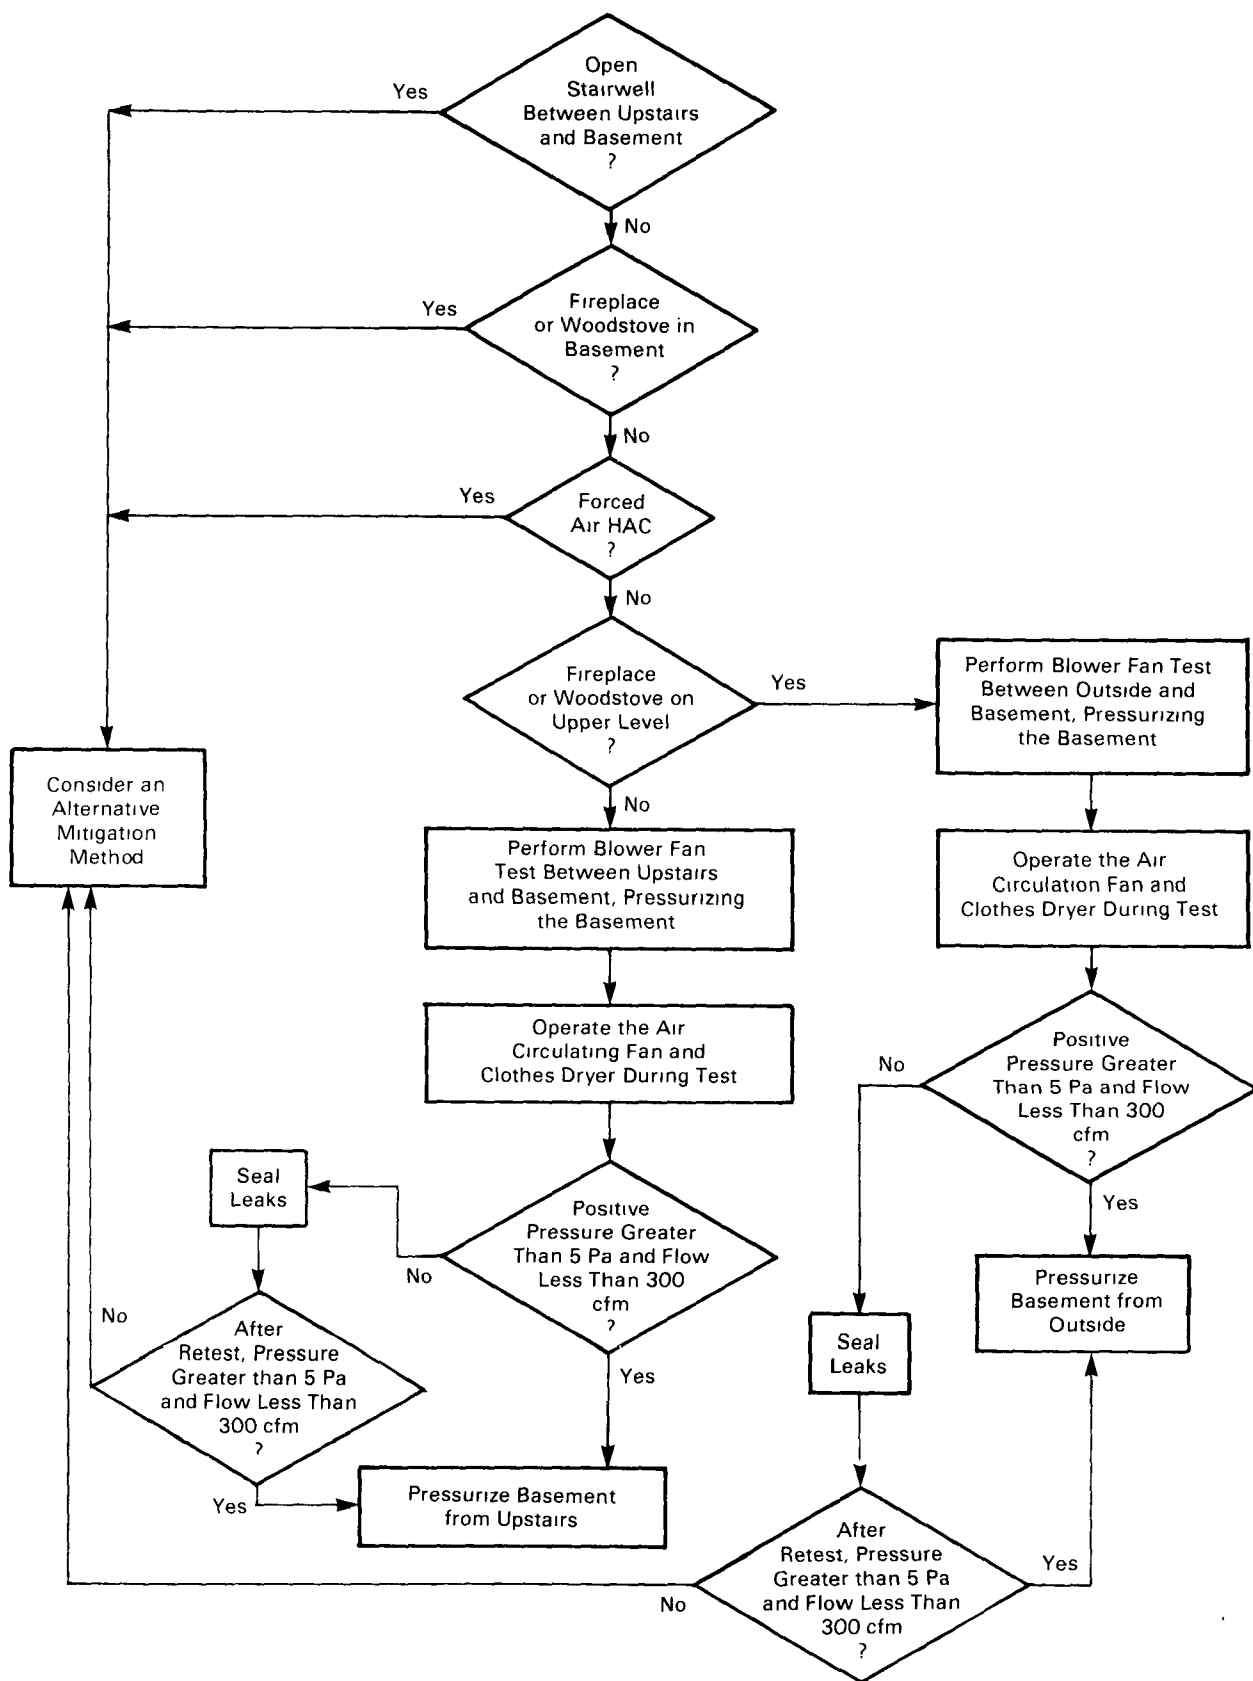 Open
Stairwell
Between Upstairs
and Basement
?
Yes
No
Fireplace
or Woodstove in
Basement
?
Yes
No
Forced
Air HAC
?
Yes
No
Fireplace
or Woodstove on
Upper Level
?
Yes
No
Perform Blower Fan Test
Between Outside and
Basement, Pressurizing
the Basement
Consider an
Alternative
Mitigation
Method
Perform Blower Fan
Test Between Upstairs
and Basement, Pressurizing
the Basement
Operate the Air
Circulation Fan and
Clothes Dryer During Test
Operate the Air
Circulating Fan and
Clothes Dryer During Test
Positive
Pressure Greater
Than 5 Pa and Flow
Less Than 300
cfm
?
No
Yes
Seal
Leaks
Positive
Pressure Greater
Than 5 Pa and Flow
Less Than 300
cfm
?
No
Yes
Pressurize
Basement from
Outside
No
After
Retest, Pressure
Greater than 5 Pa
and Flow Less Than
300 cfm
?
Yes
Seal
Leaks
Pressurize Basement
from Upstairs
After
Retest, Pressure
Greater than 5 Pa
and Flow Less Than
300 cfm
?
Yes
No